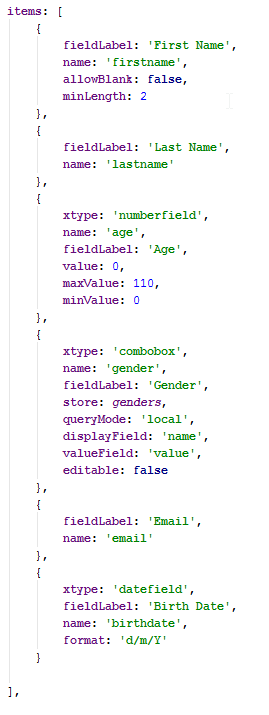 items: [
{
fieldLabel: 'First Name',
name: 'firstname',
allowBlank: false,
minLength: 2
},
{
fieldLabel: 'Last Name',
name: 'lastname'
},
{
xtype: 'numberfield',
name: 'age',
fieldLabel: 'Age',
value: 0,
maxValue: 110,
minValue: 0
},
{
xtype: 'combobox',
name: 'gender',
fieldLabel: 'Gender',
store: genders,
queryMode: 'local',
displayField: 'name',
valueField: 'value',
editable: false
},
{
fieldLabel: 'Email',
name: 'email'
},
{
xtype: 'datefield',
fieldLabel: 'Birth Date',
name: 'birthdate',
format: 'd/m/Y'
}
],